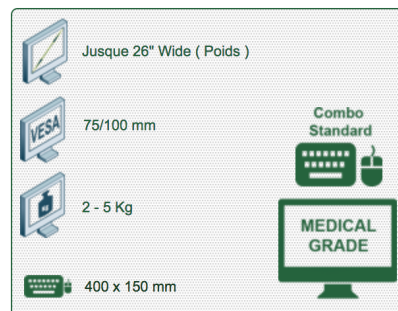 Jusque 26" Wide ( Poids )
VESA
75/100 mm
Combo
Standard
2 - 5 Kg
MEDICAL
GRADE
400 x 150 mm